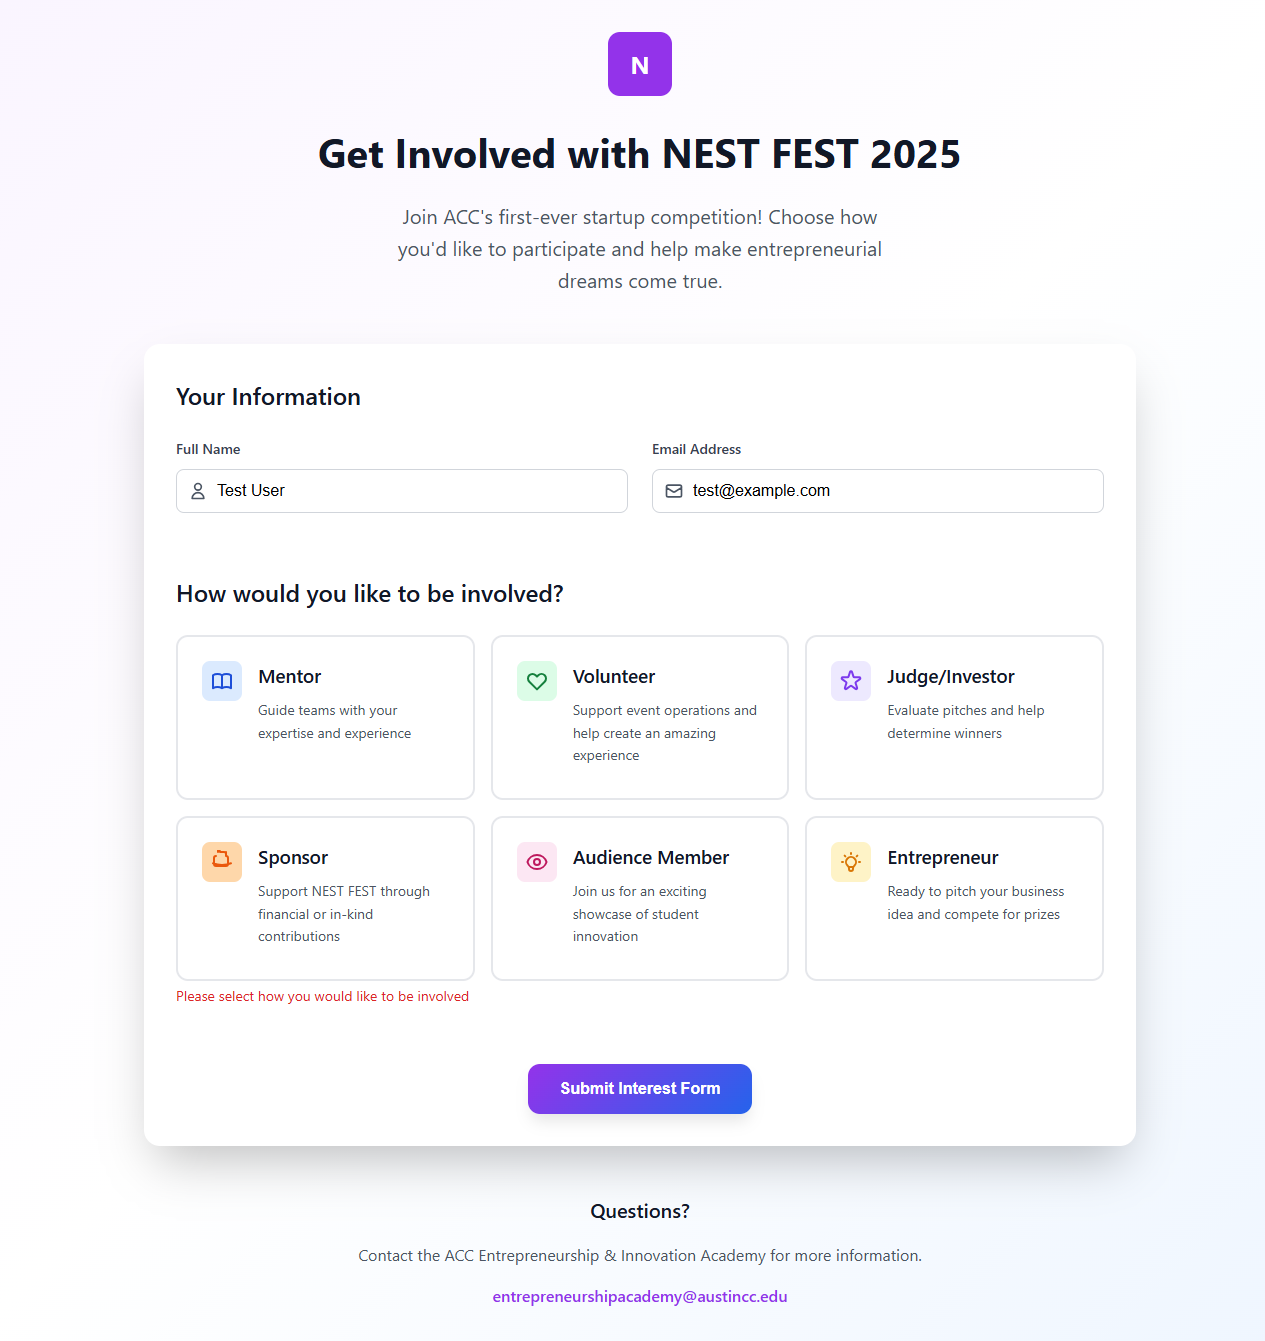 N
Get Involved with NEST FEST 2025
Join ACC's first-ever startup competition! Choose how
you'd like to participate and help make entrepreneurial
dreams come true.
Your Information
Full Name
Test User
Email Address
test@example.com
How would you like to be involved?
Mentor
Guide teams with your
expertise and experience
Volunteer
Support event operations and
help create an amazing
experience
Judge/Investor
Evaluate pitches and help
determine winners
Sponsor
Support NEST FEST through
financial or in-kind
contributions
Audience Member
Join us for an exciting
showcase of student
innovation
Entrepreneur
Ready to pitch your business
idea and compete for prizes
Please select how you would like to be involved
Submit Interest Form
Questions?
Contact the ACC Entrepreneurship & Innovation Academy for more information.
entrepreneurshipacademy@austincc.edu